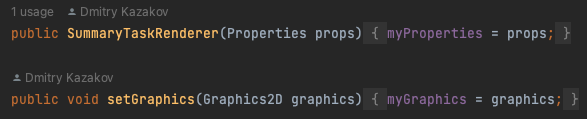 1 usage Dmitry Kazakov
public SummaryTaskRenderer(Properties props) { myProperties = props; }
Dmitry Kazakov
public void setGraphics(Graphics2D graphics) { myGraphics = graphics; }